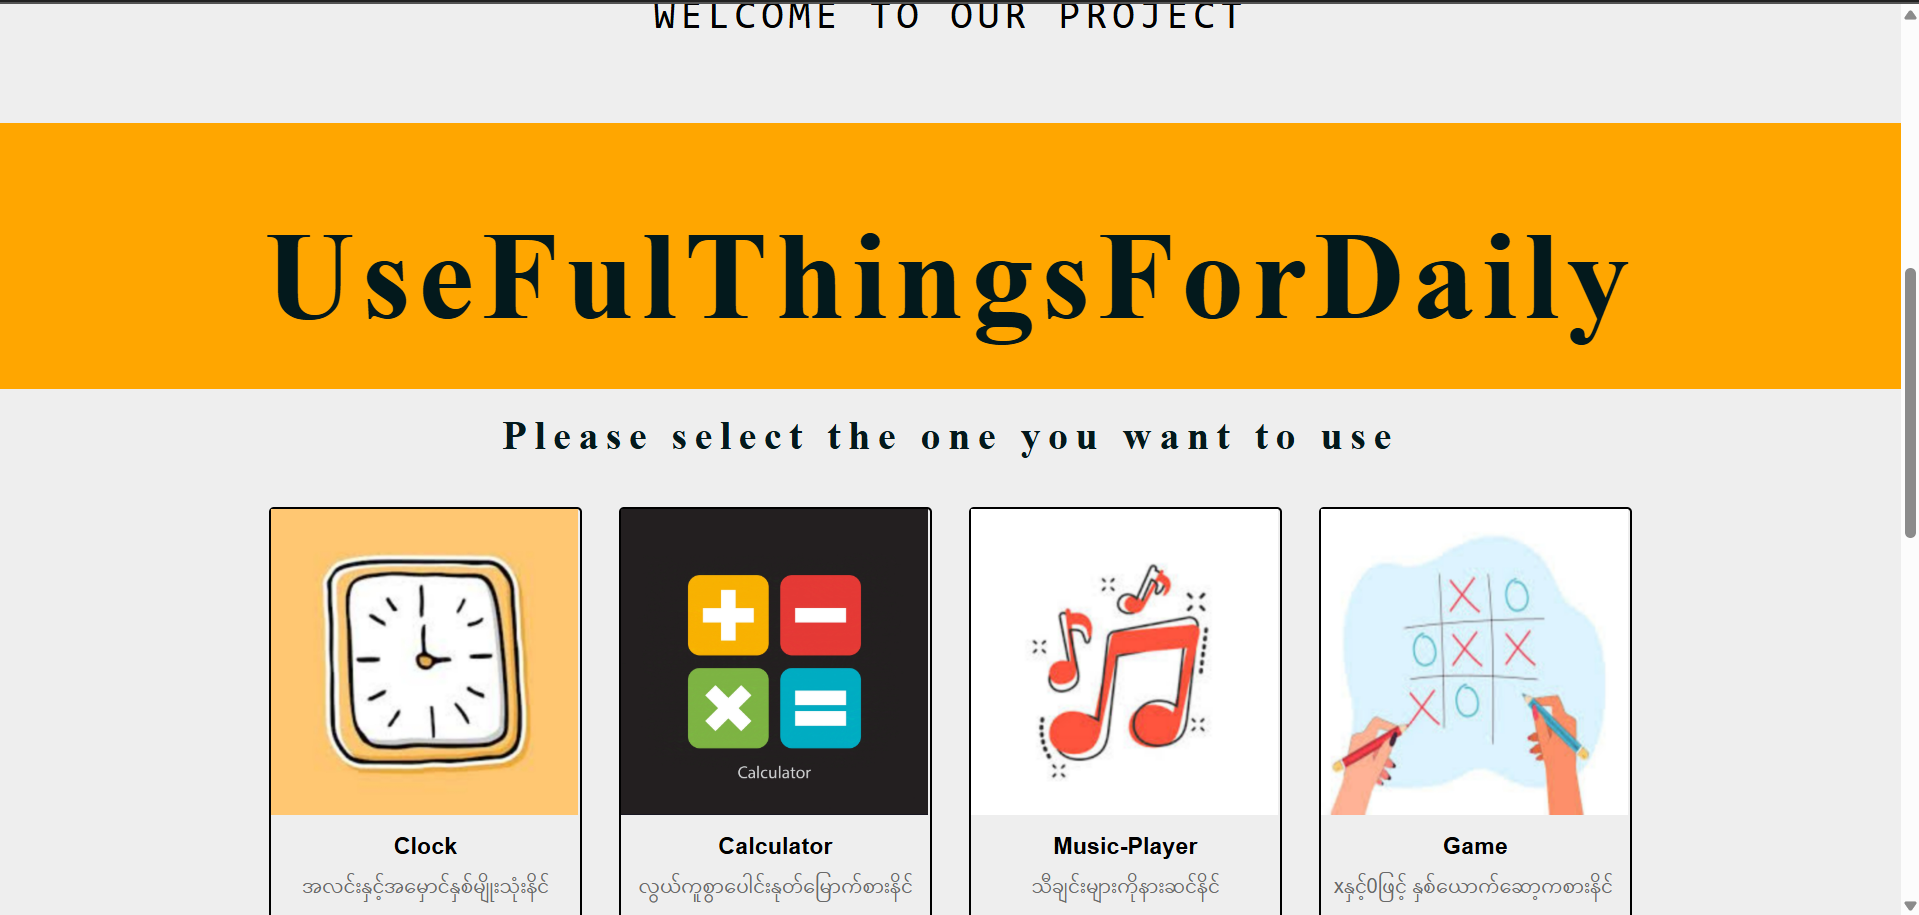 WELCOME TO OUR PROJECT
UseFulThingsForDaily
Please select the one you want to use
Calculator
Clock
Calculator
Music-Player
Game
အလင်းနှင့်အမှောင်နှစ်မျိုးသုံးနိုင်
လွယ်ကူစွာပေါင်းနုတ်မြှောက်စားနိုင်
သီချင်းများကိုနားဆင်နိုင်
xနှင့်0ဖြင့် နှစ်ယောက်ဆော့ကစားနိုင်